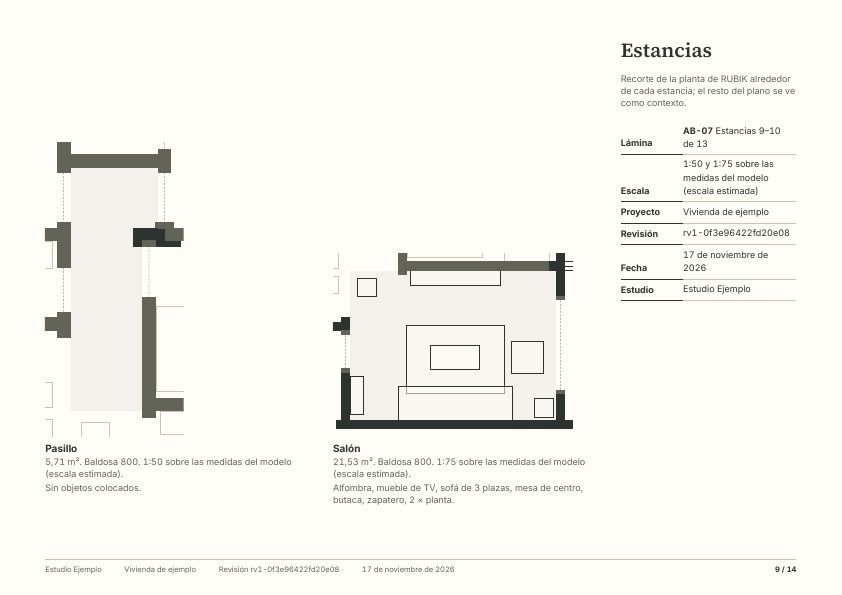 Estancias
Recorte de la planta de RUBIK alrededor
de cada estancia; el resto del plano se ve
como contexto.
Lámina AB-07 Estancias 9–10
de 13
Escala 1:50 y 1:75 sobre las
medidas del modelo
(escala estimada)
Proyecto Vivienda de ejemplo
Revisión rv1-0f3e96422fd20e08
Fecha 17 de noviembre de
2026
Estudio Estudio Ejemplo
Pasillo
5,71 m². Baldosa 800. 1:50 sobre las medidas del modelo
(escala estimada).
Sin objetos colocados.
Salón
21,53 m². Baldosa 800. 1:75 sobre las medidas del modelo
(escala estimada).
Alfombra, mueble de TV, sofá de 3 plazas, mesa de centro,
butaca, zapatero, 2 × planta.
Estudio Ejemplo Vivienda de ejemplo Revisión rv1-0f3e96422fd20e08 17 de noviembre de 2026 9 / 14